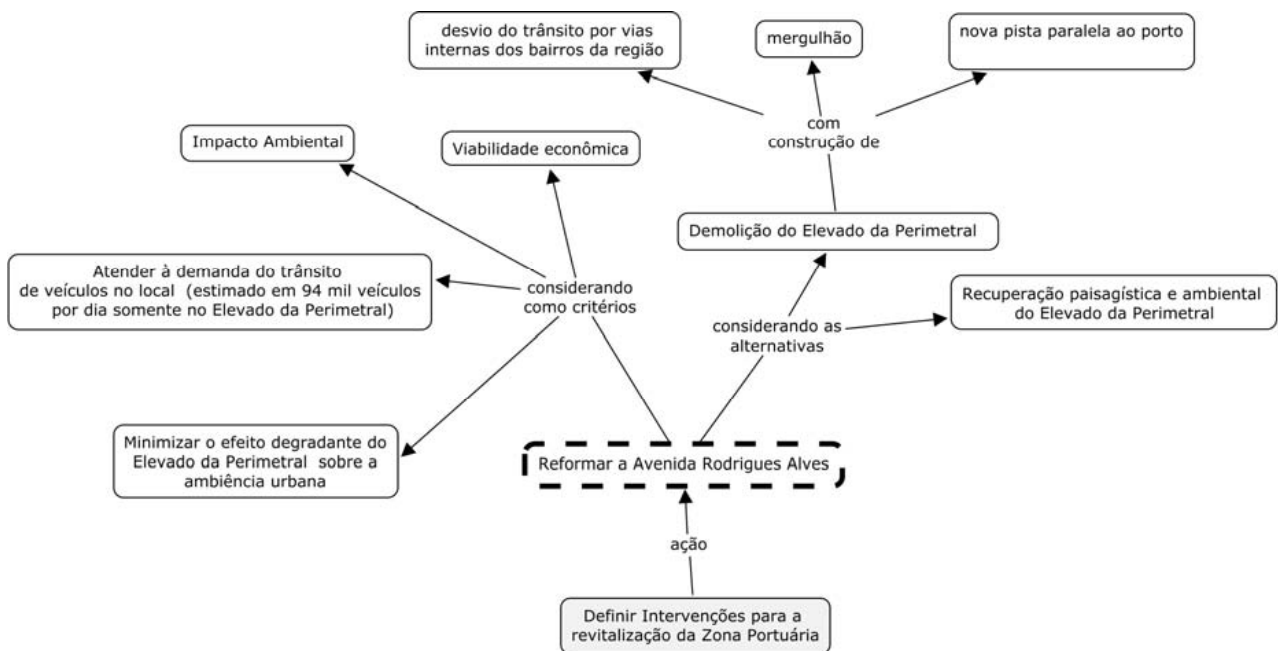 desvio do trânsito por vias
internas dos bairros da região
mergulhão
nova pista paralela ao porto
com
construção de
Impacto Ambiental
Viabilidade econômica
Demolição do Elevado da Perimetral
Atender à demanda do trânsito
de veículos no local (estimado em 94 mil veículos
por dia somente no Elevado da Perimetral)
considerando
como critérios
considerando as
alternativas
Recuperação paisagística e ambiental
do Elevado da Perimetral
Minimizar o efeito degradante do
Elevado da Perimetral sobre a
ambiência urbana
Reformar a Avenida Rodrigues Alves
ação
Definir Intervenções para a
revitalização da Zona Portuária